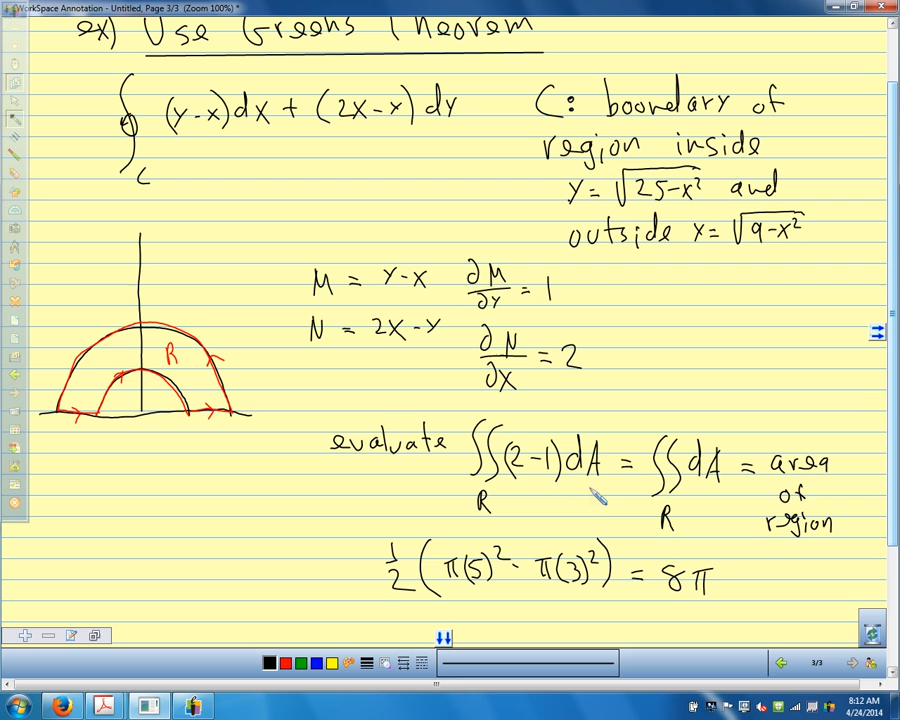 WorkSpace Annotation - Untitled, Page 3/3 (Zoom 100%) *
ex) Use Greens Theorem
∮ (y-x)dx + (2x-y) dy
C
C: boundary of
region inside
y = √25-x² and
outside x = √9-x²
M = y-x ∂M/∂y = 1
N = 2x-y ∂N/∂x = 2
R
evaluate ∬ (2-1)dA = ∬ dA = area
R R
of
region
1/2 (π(5)² - π(3)²) = 8π
3/3
8:12 AM
4/24/2014